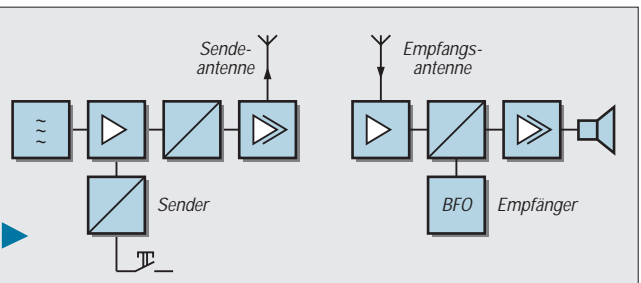 Sende-
antenne
Empfangs-
antenne
Sender
BFO
Empfänger